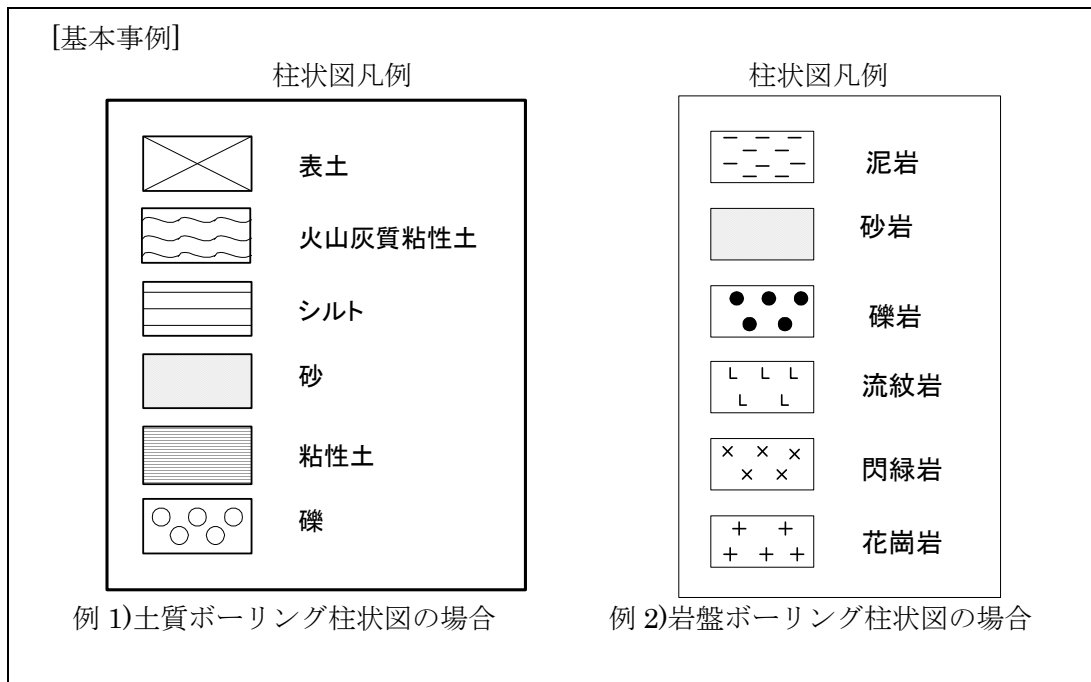 [基本事例]
柱状図凡例
表土
火山灰質粘性土
シルト
砂
粘性土
礫
例 1)土質ボーリング柱状図の場合
柱状図凡例
泥岩
砂岩
礫岩
流紋岩
閃緑岩
花崗岩
例 2)岩盤ボーリング柱状図の場合